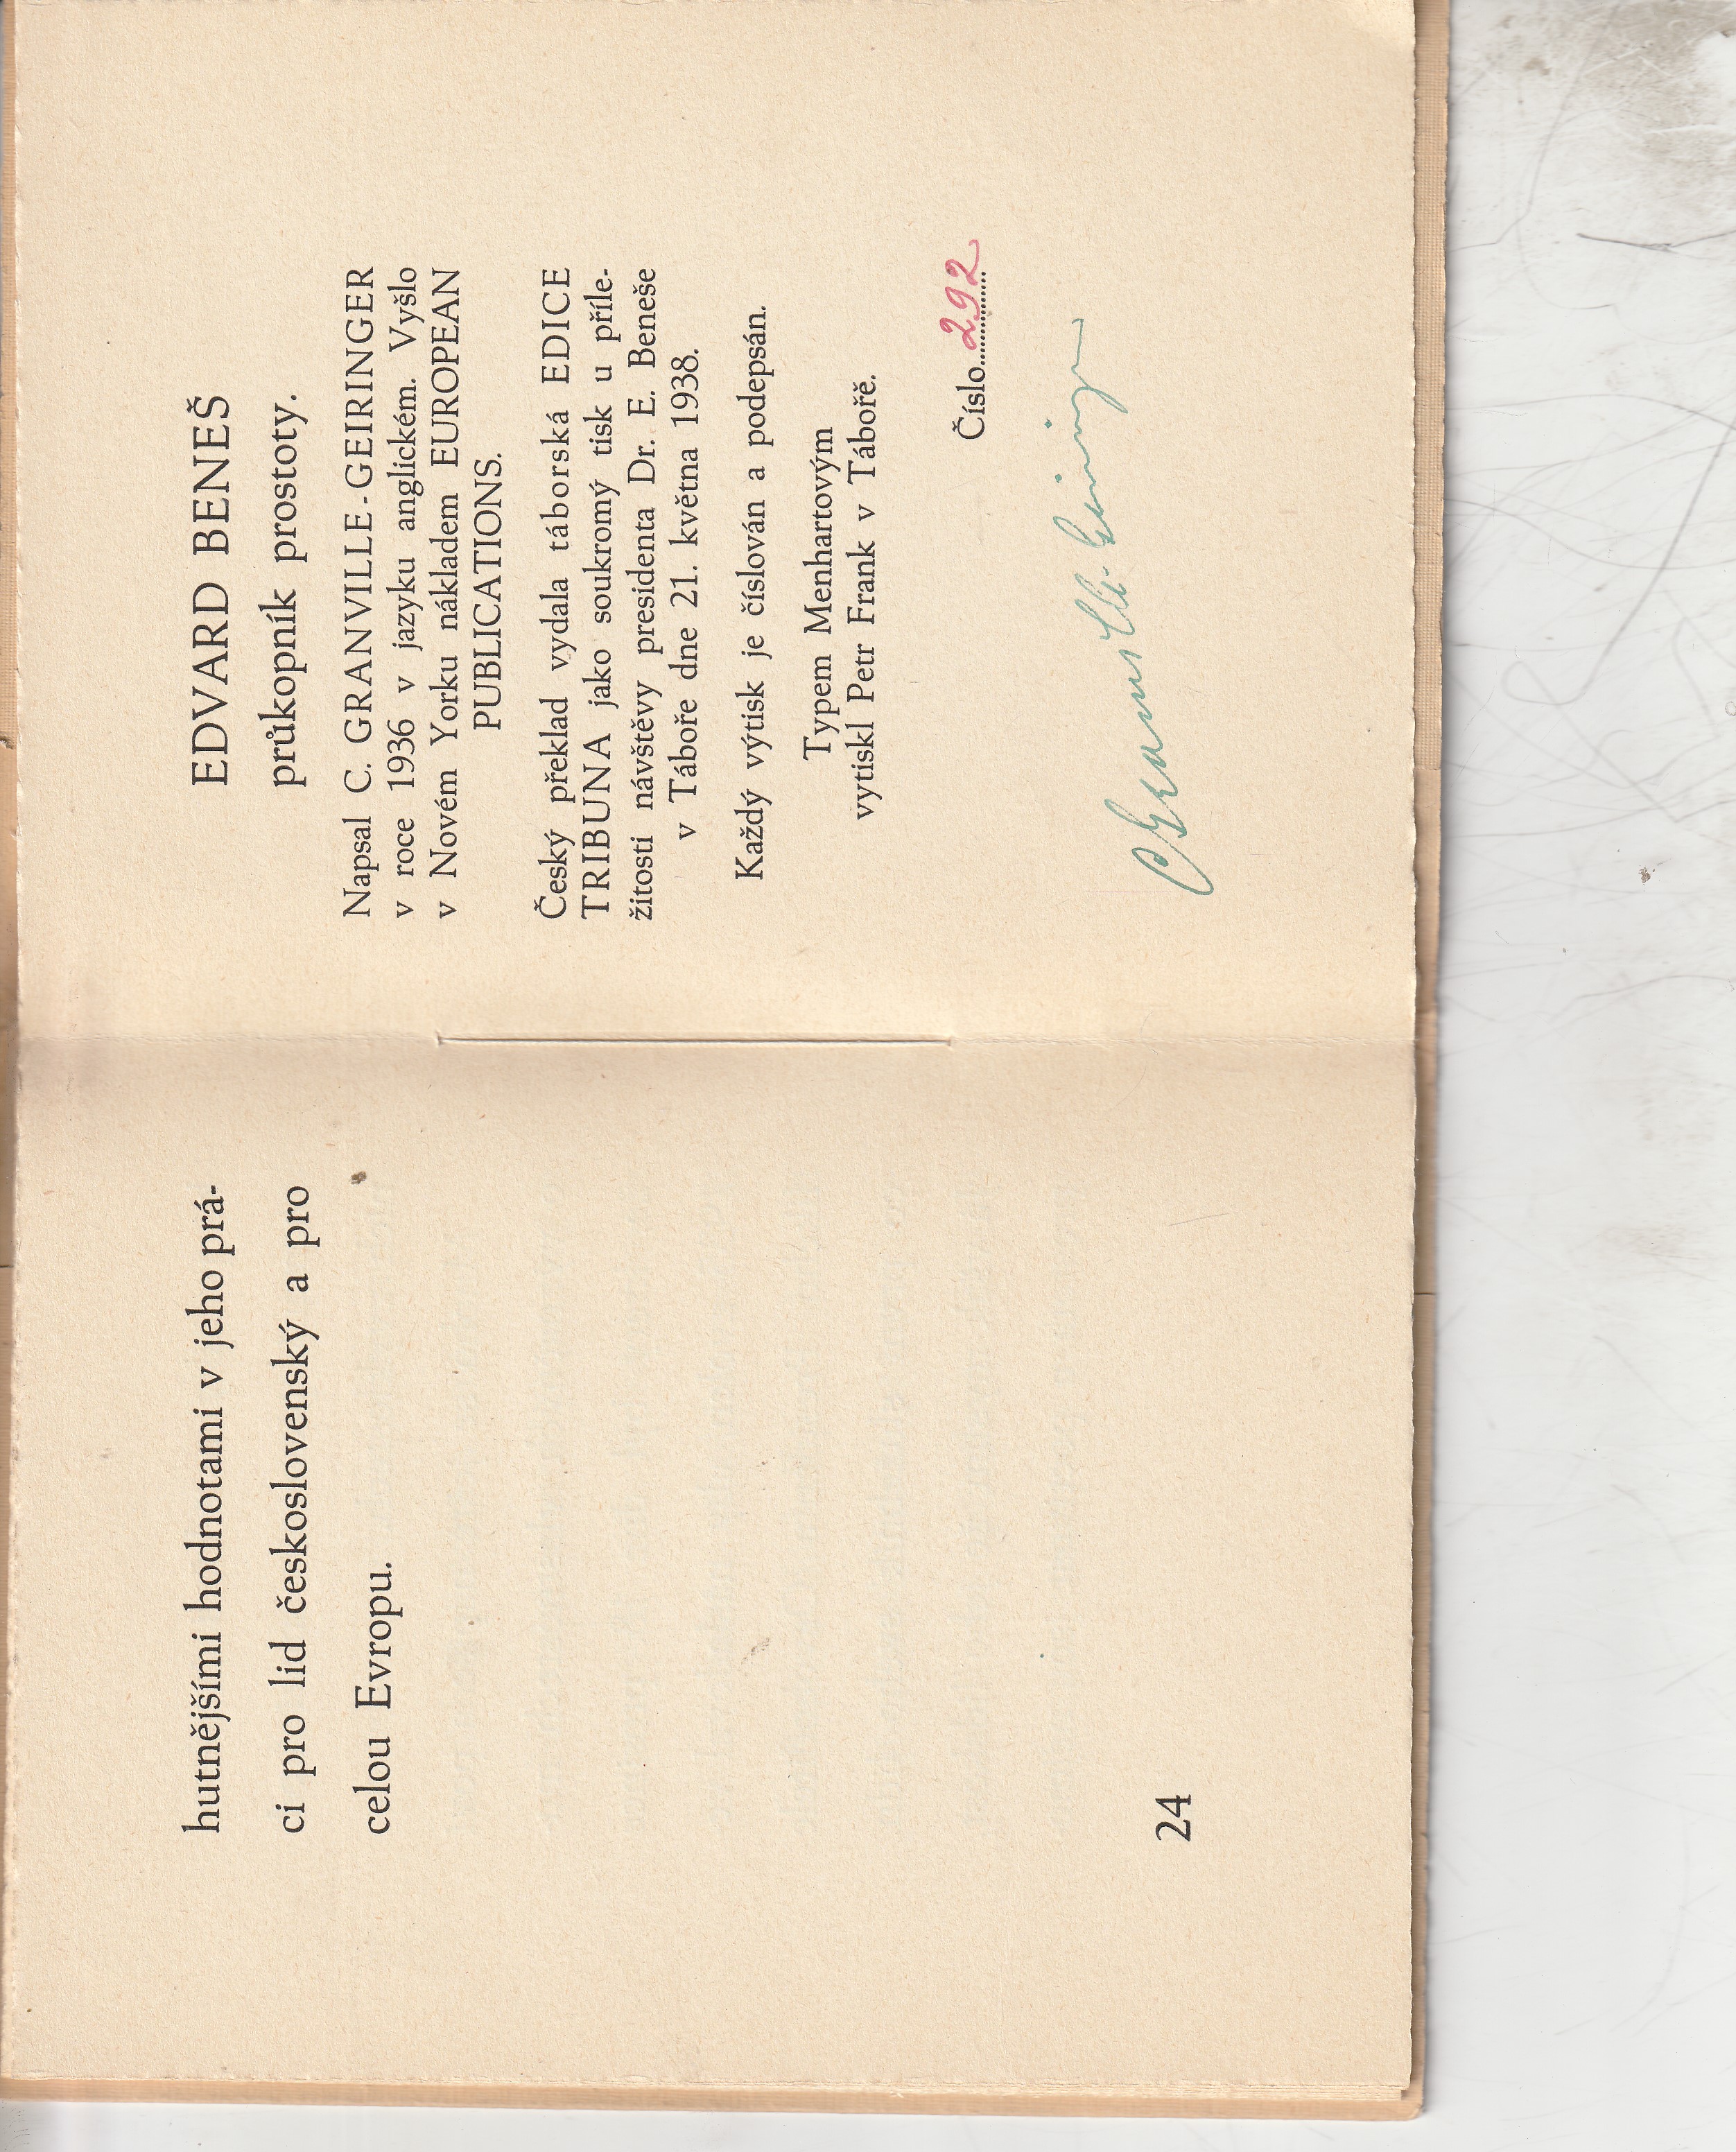 hutnějšími hodnotami v jeho prá-
ci pro lid československý a pro
celou Evropu.
24
EDVARD BENEŠ
průkopník prostoty.
Napsal C. GRANVILLE-GEIRINGER
v roce 1936 v jazyku anglickém. Vyšlo
v Novém Yorku nákladem EUROPEAN
PUBLICATIONS.
Český překlad vydala táborská EDICE
TRIBUNA jako soukromý tisk u příle-
žitosti návštěvy presidenta Dr. E. Beneše
v Táboře dne 21. května 1938.
Každý výtisk je číslován a podepsán.
Typem Menhartovým
vytiskl Petr Frank v Táboře.
Číslo 292
C Granville-Geiringer